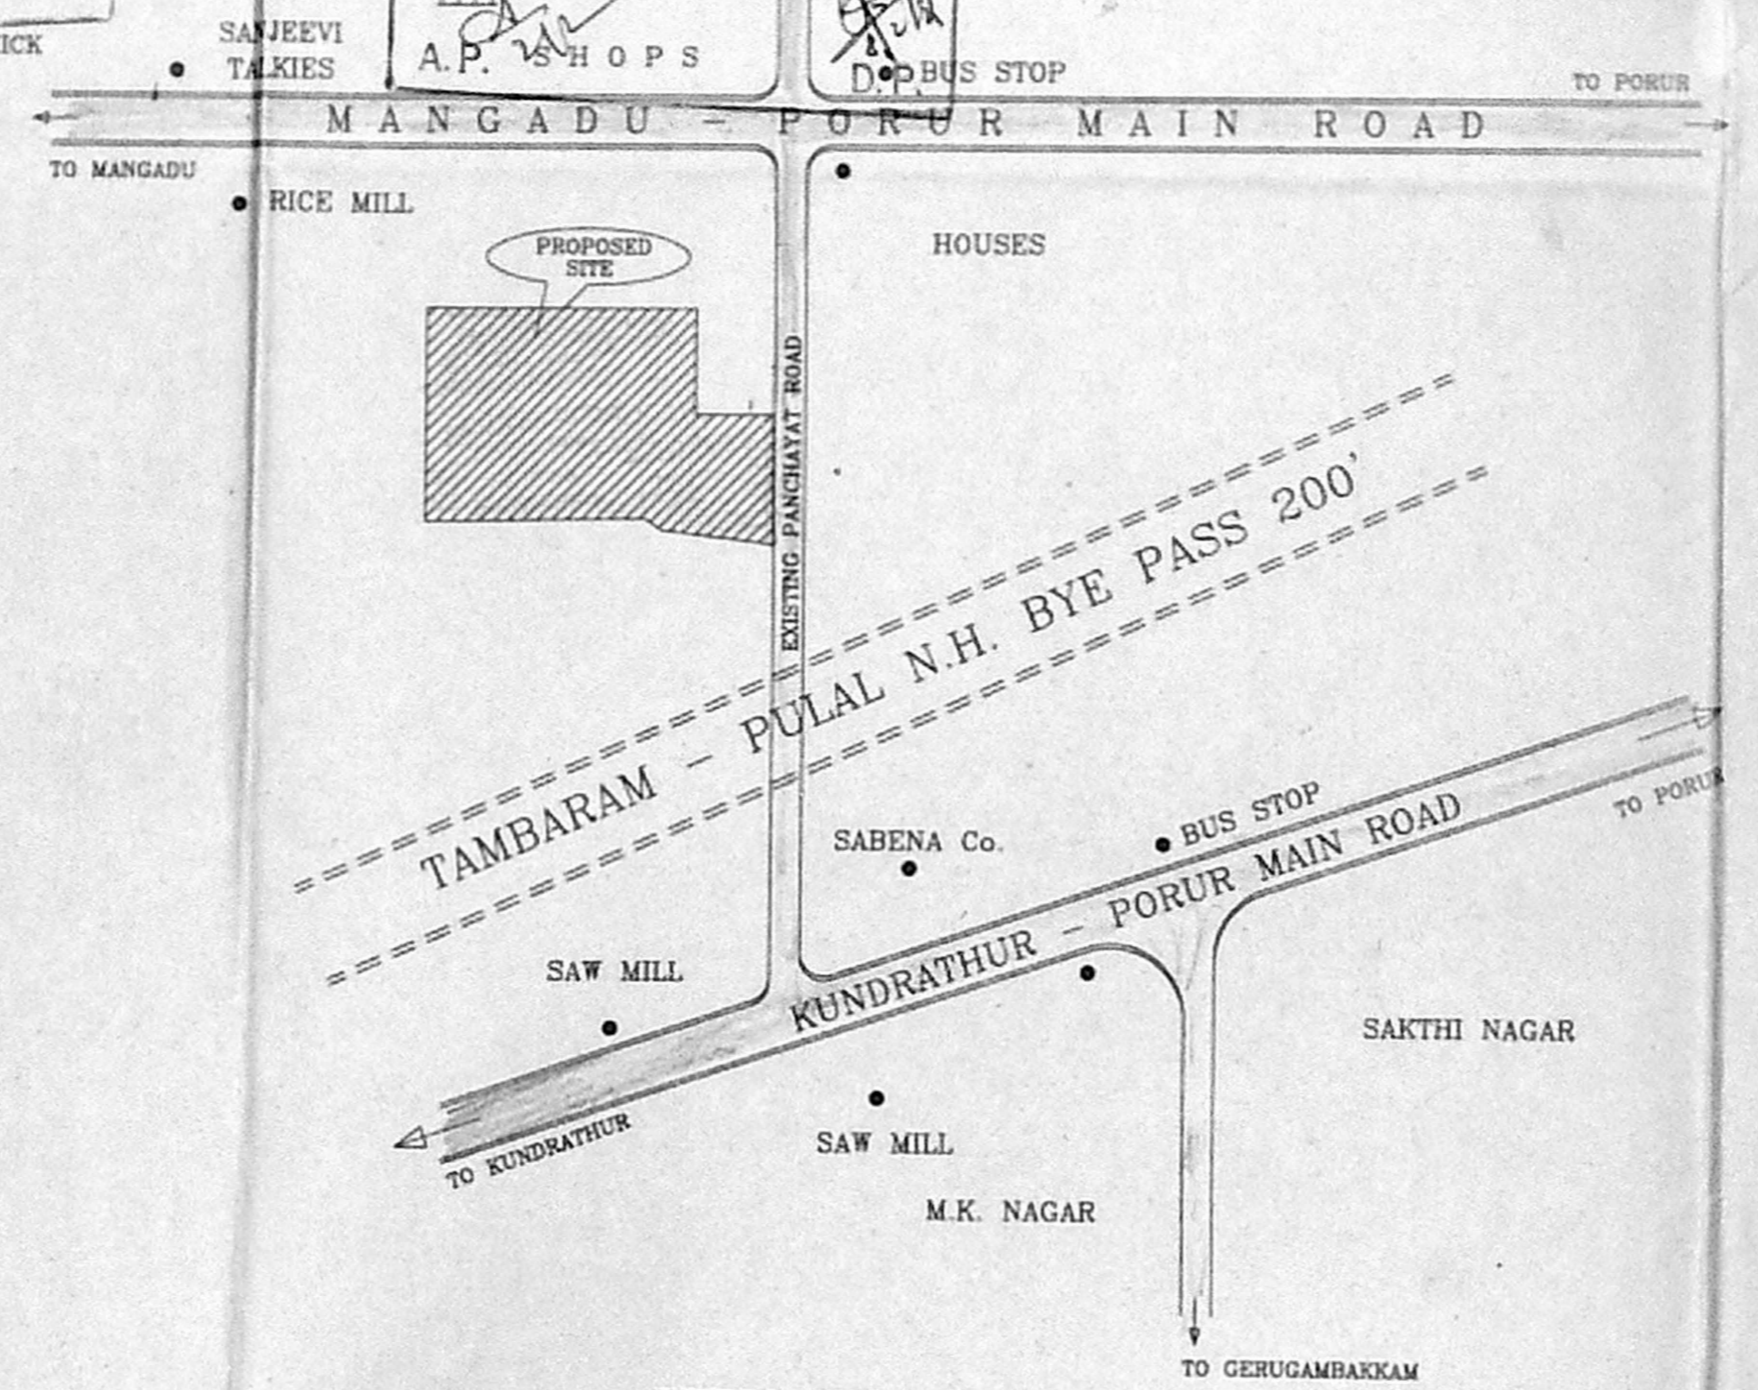 ICK
SANJEEVI
TALKIES
A.P.
SHOPS
D.P.
BUS STOP
TO PORUR
MANGADU - PORUR MAIN ROAD
TO MANGADU
RICE MILL
PROPOSED
SITE
HOUSES
EXISTING PANCHAYAT ROAD
TAMBARAM - PULAL N.H. BYE PASS 200'
SABENA Co.
BUS STOP
TO PORUR
KUNDRATHUR - PORUR MAIN ROAD
SAW MILL
TO KUNDRATHUR
SAKTHI NAGAR
SAW MILL
M.K. NAGAR
TO GERUGAMBAKKAM